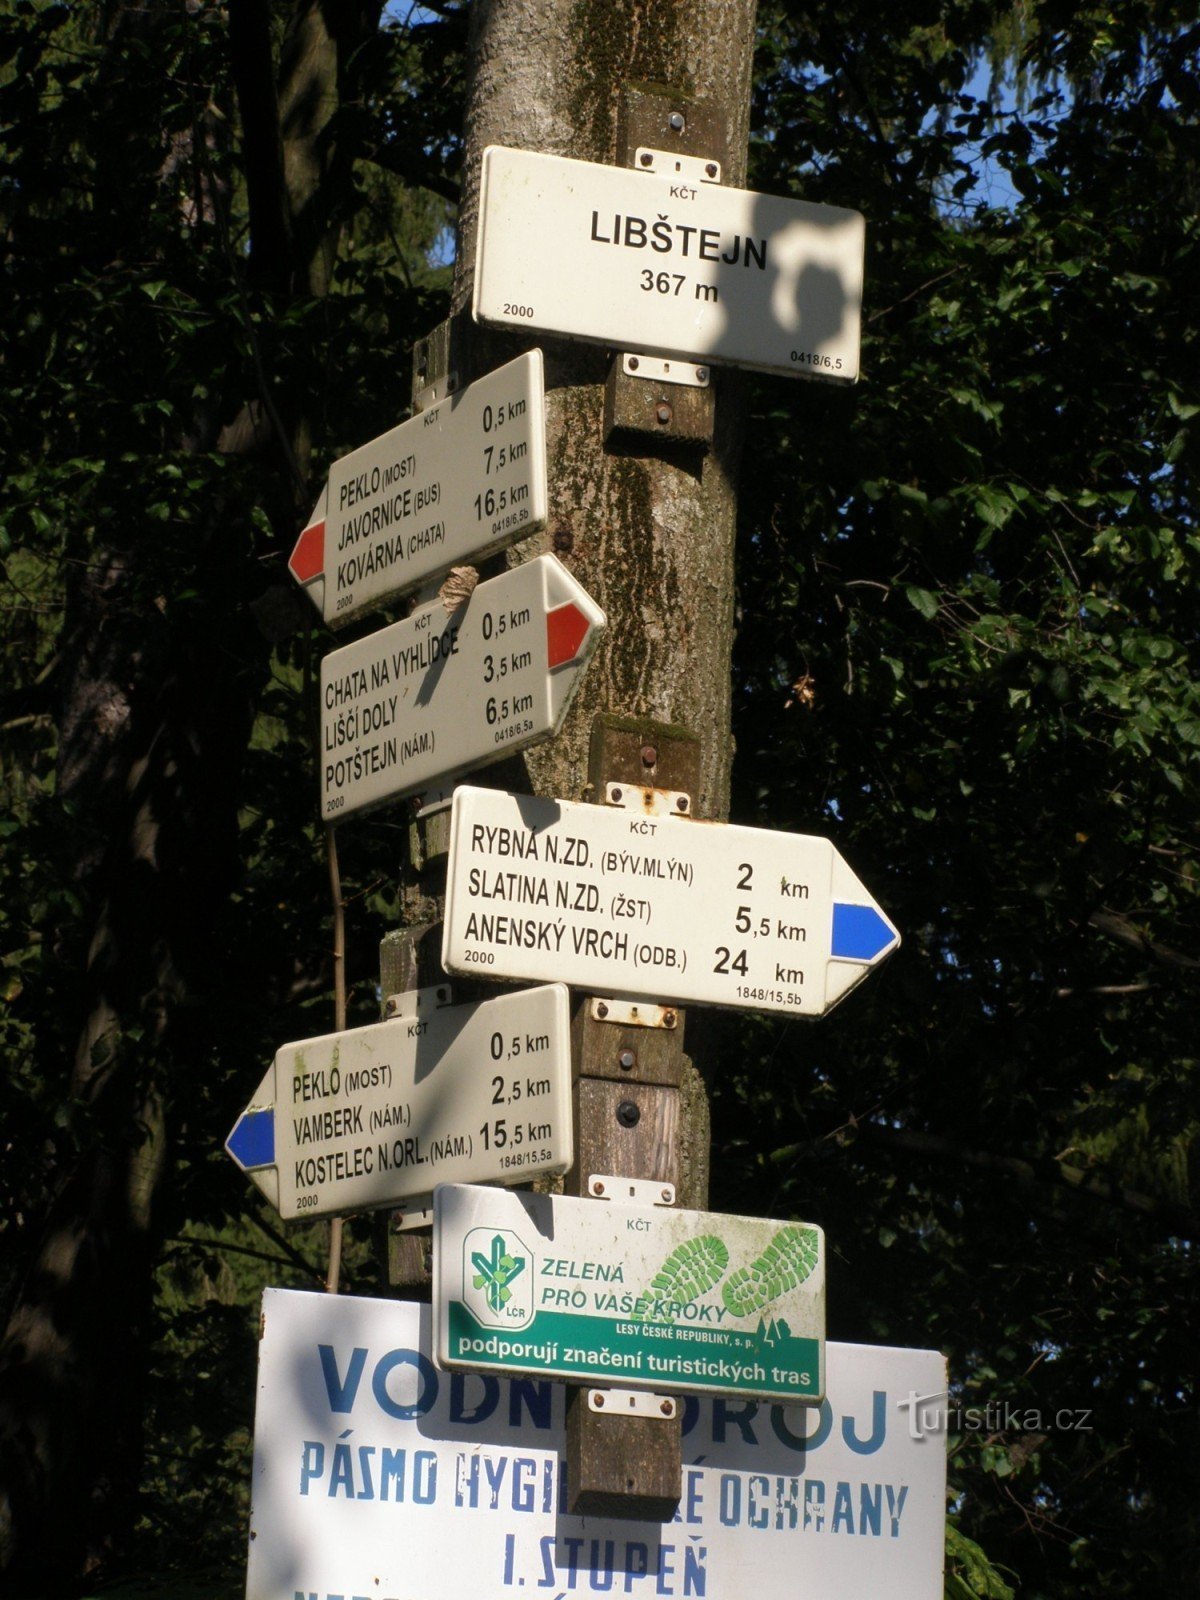 KČT
LIBŠTEJN
367 m
2000
0418/6,5
KČT
PEKLO (MOST) 0,5 km
JAVORNICE (BUS) 7,5 km
KOVÁRNA (CHATA) 16,5 km
2000
0418/6,5b
KČT
CHATA NA VYHLÍDCE 0,5 km
LIŠČÍ DOLY 3,5 km
POTŠTEJN (NÁM.) 6,5 km
2000
0418/6,5a
KČT
RYBNÁ N.ZD. (BÝV.MLÝN) 2 km
SLATINA N.ZD. (ŽST) 5,5 km
ANENSKÝ VRCH (ODB.) 24 km
2000
1848/15,5b
KČT
PEKLO (MOST) 0,5 km
VAMBERK (NÁM.) 2,5 km
KOSTELEC N.ORL. (NÁM.) 15,5 km
2000
1848/15,5a
KČT
LČR
ZELENÁ
PRO VAŠE KROKY
LESY ČESKÉ REPUBLIKY, s. p.
podporují značení turistických tras
VODNÍ ZDROJ
PÁSMO OCHRANY
I. STUPEŇ
Turistika.cz